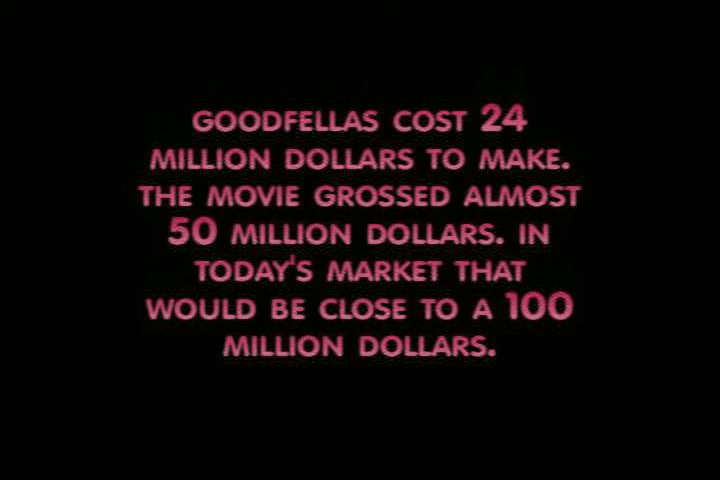 GOODFELLAS COST 24
MILLION DOLLARS TO MAKE.
THE MOVIE GROSSED ALMOST
50 MILLION DOLLARS. IN
TODAY'S MARKET THAT
WOULD BE CLOSE TO A 100
MILLION DOLLARS.